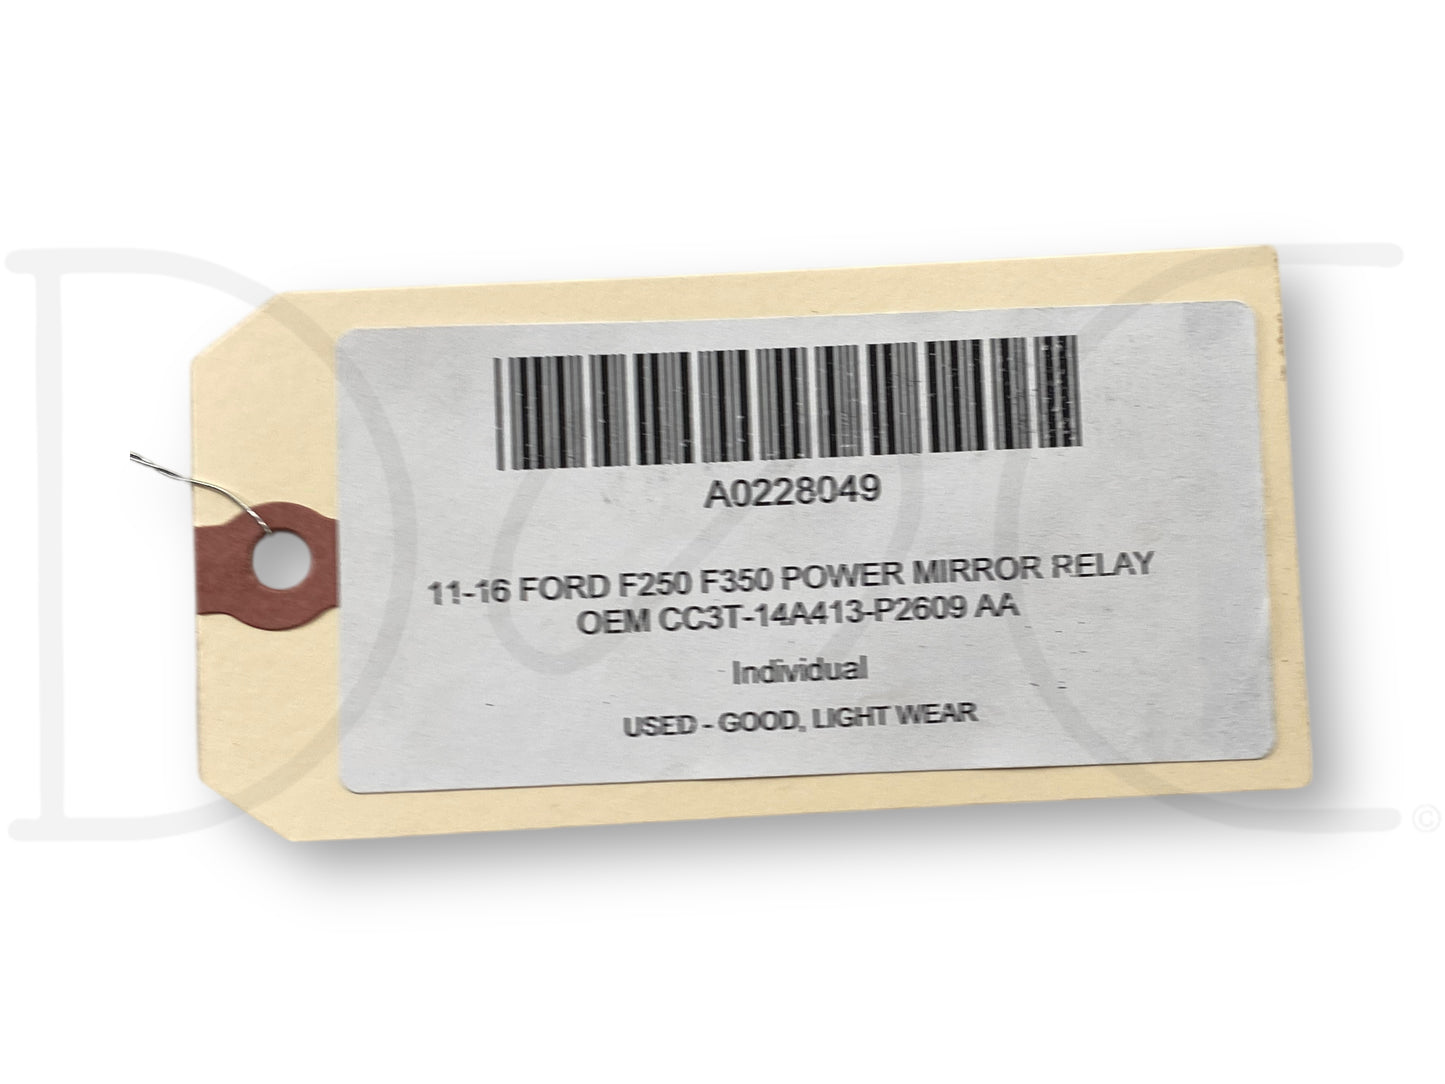 A0228049
11-16 FORD F250 F350 POWER MIRROR RELAY
OEM CC3T-14A413-P2609 AA
Individual
USED - GOOD, LIGHT WEAR
©